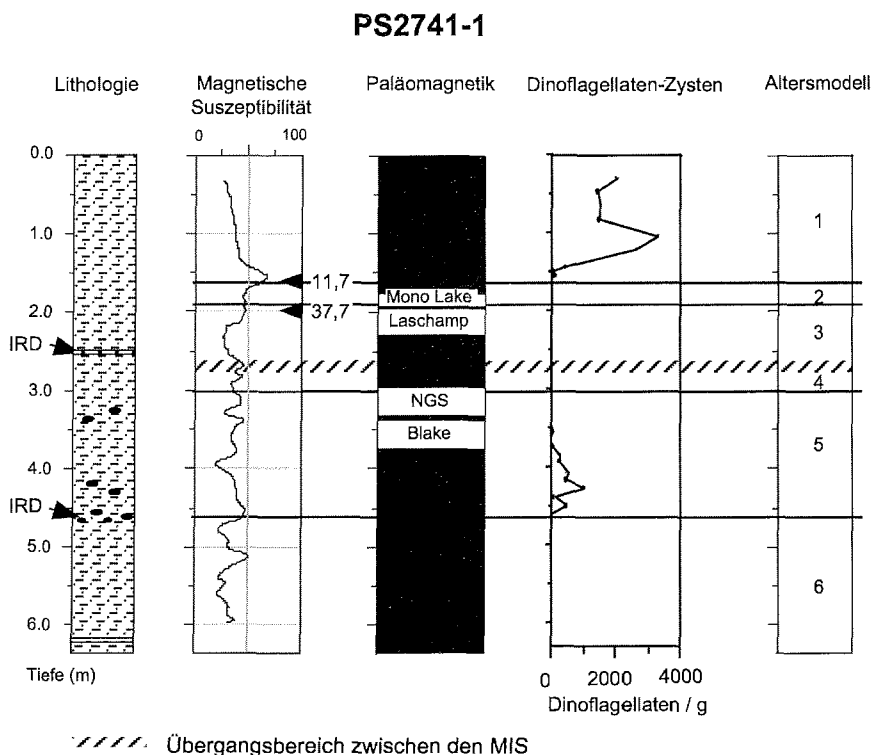 PS2741-1
Lithologie
Magnetische
Suszeptibilität
Paläomagnetik
Dinoflagellaten-Zysten
Altersmodell
0 100
0.0
1.0
2.0
3.0
4.0
5.0
6.0
Tiefe (m)
IRD
IRD
11,7
37,7
Mono Lake
Laschamp
NGS
Blake
0 2000 4000
Dinoflagellaten / g
1
2
3
4
5
6
Übergangsbereich zwischen den MIS